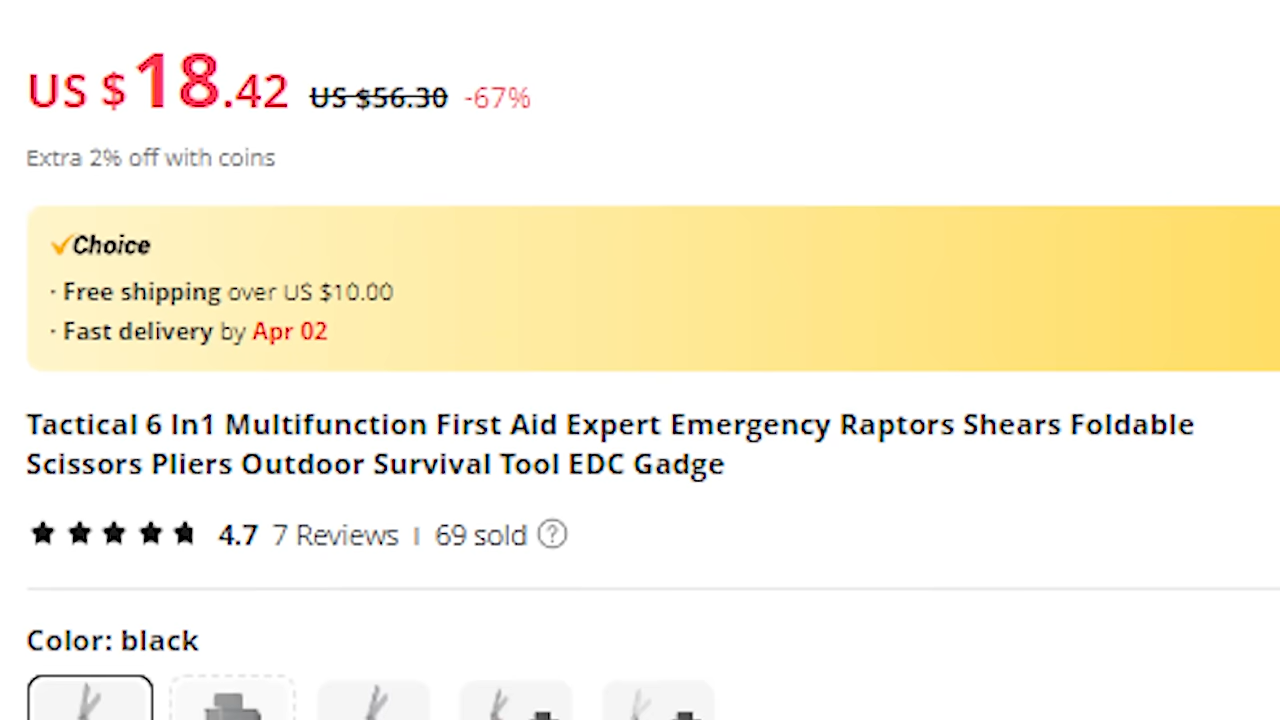 US $18.42 US $56.30 -67%
Extra 2% off with coins
Choice
· Free shipping over US $10.00
· Fast delivery by Apr 02
Tactical 6 In1 Multifunction First Aid Expert Emergency Raptors Shears Foldable
Scissors Pliers Outdoor Survival Tool EDC Gadge
4.7 7 Reviews | 69 sold ?
Color: black